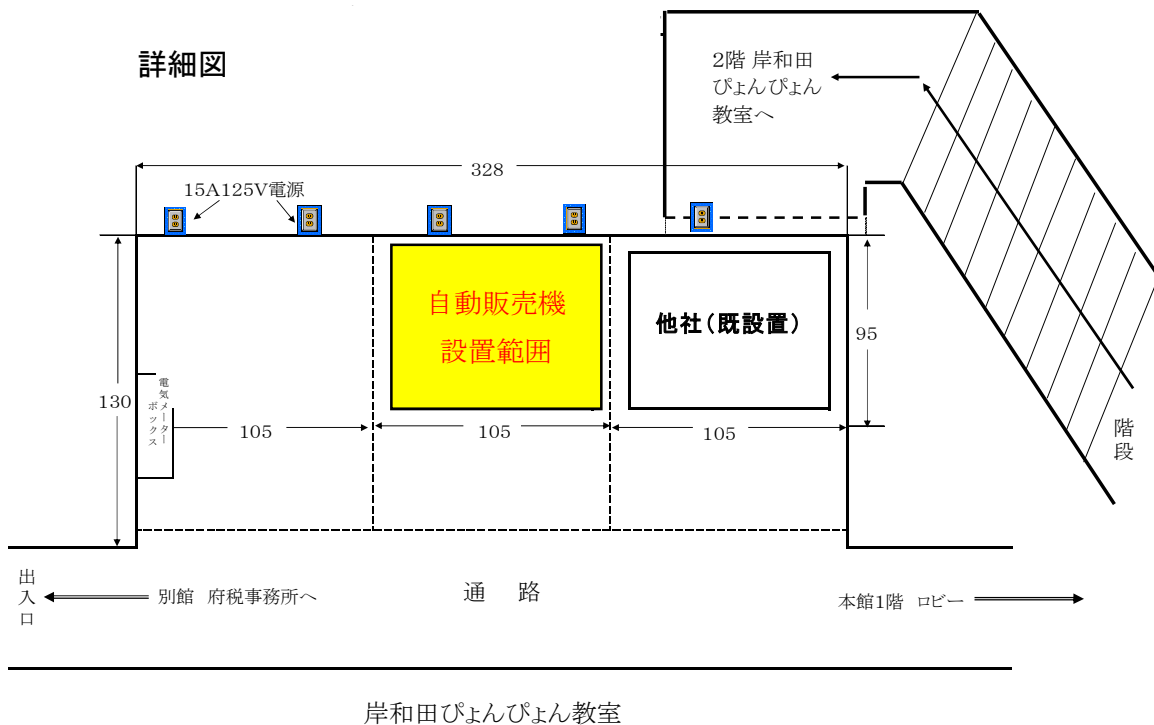 詳細図
2階 岸和田
ぴょんぴょん
教室へ
328
15A125V電源
自動販売機
設置範囲
他社(既設置)
95
130
電気メーター
ボックス
105
105
105
階段
出入口
別館 府税事務所へ
通 路
本館1階 ロビー
岸和田ぴょんぴょん教室